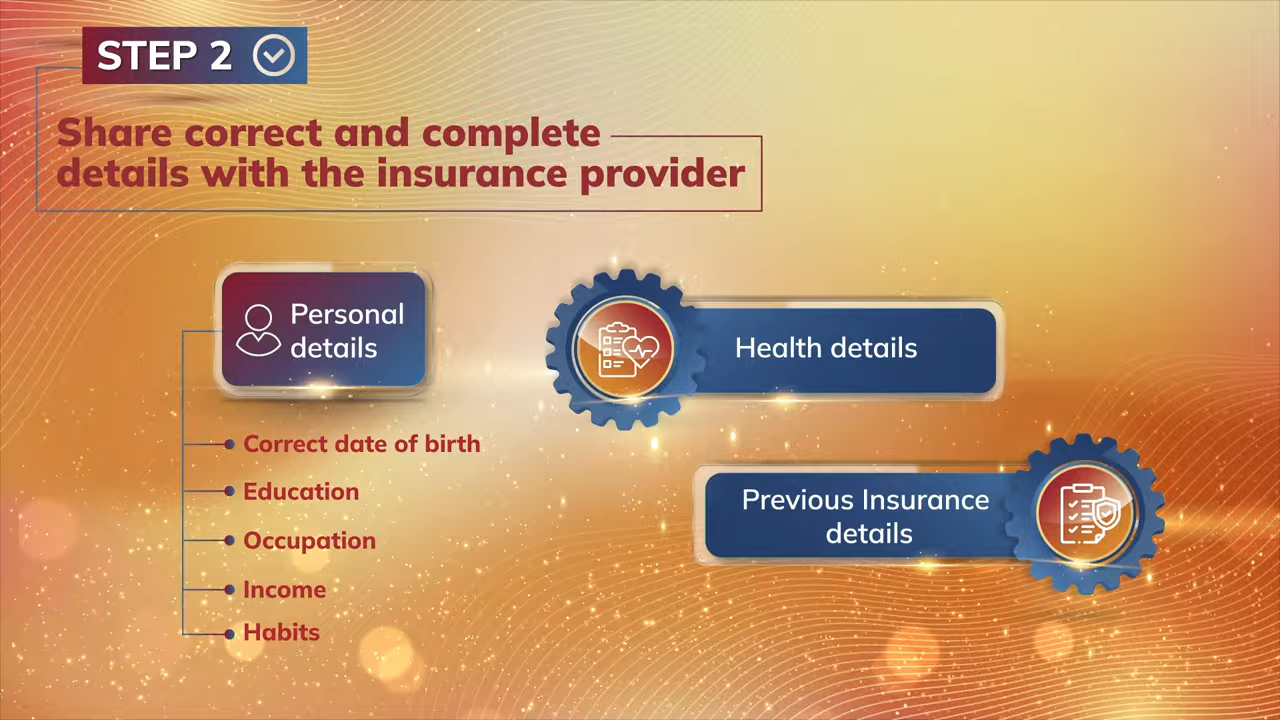 STEP 2
Share correct and complete
details with the insurance provider
Personal
details
Correct date of birth
Education
Occupation
Income
Habits
Health details
Previous Insurance
details